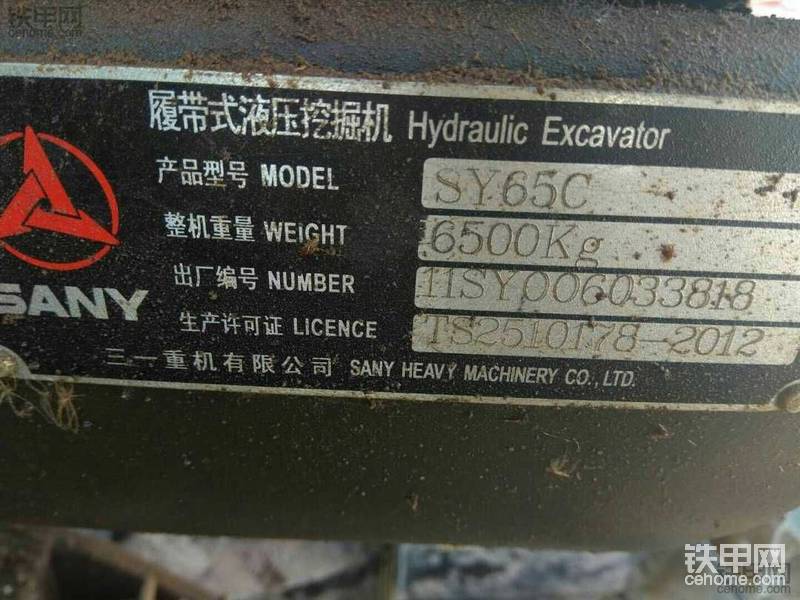 铁甲网
cehome.com
履带式液压挖掘机 Hydraulic Excavator
产品型号 MODEL SY65C
整机重量 WEIGHT 6500Kg
出厂编号 NUMBER 11SY006033818
SANY
生产许可证 LICENCE TS2510178-2012
三一重机有限公司 SANY HEAVY MACHINERY CO.,LTD.
铁甲网
cehome.com